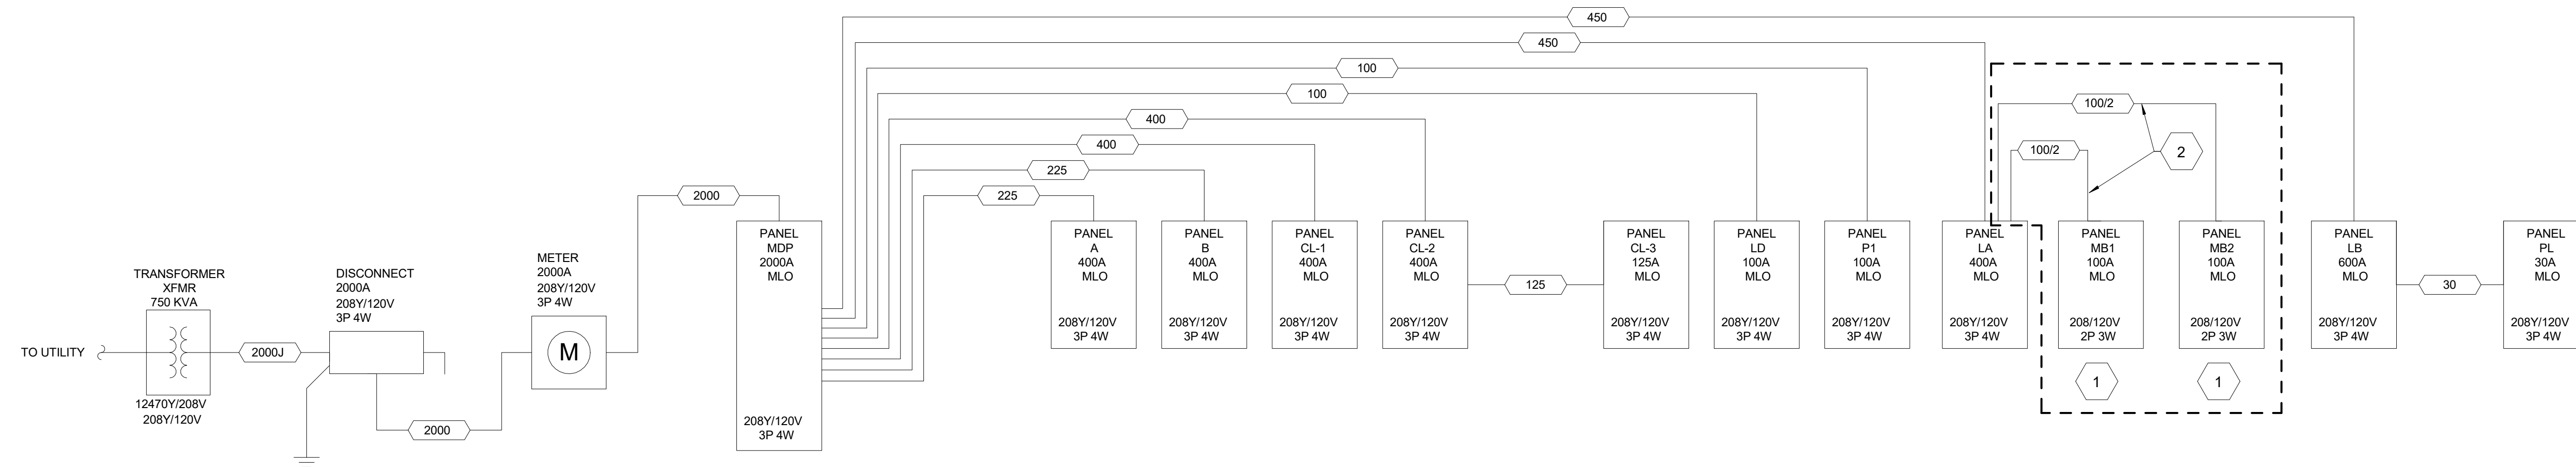 450
450
100
100
400
400
225
225
2000
100/2
100/2
2
TO UTILITY
TRANSFORMER
XFMR
750 KVA
12470Y/208V
208Y/120V
2000J
DISCONNECT
2000A
208Y/120V
3P 4W
2000
METER
2000A
208Y/120V
3P 4W
M
PANEL
MDP
2000A
MLO
208Y/120V
3P 4W
PANEL
A
400A
MLO
208Y/120V
3P 4W
PANEL
B
400A
MLO
208Y/120V
3P 4W
PANEL
CL-1
400A
MLO
208Y/120V
3P 4W
PANEL
CL-2
400A
MLO
208Y/120V
3P 4W
125
PANEL
CL-3
125A
MLO
208Y/120V
3P 4W
PANEL
LD
100A
MLO
208Y/120V
3P 4W
PANEL
P1
100A
MLO
208Y/120V
3P 4W
PANEL
LA
400A
MLO
208Y/120V
3P 4W
PANEL
MB1
100A
MLO
208/120V
2P 3W
1
PANEL
MB2
100A
MLO
208/120V
2P 3W
1
PANEL
LB
600A
MLO
208Y/120V
3P 4W
30
PANEL
PL
30A
MLO
208Y/120V
3P 4W